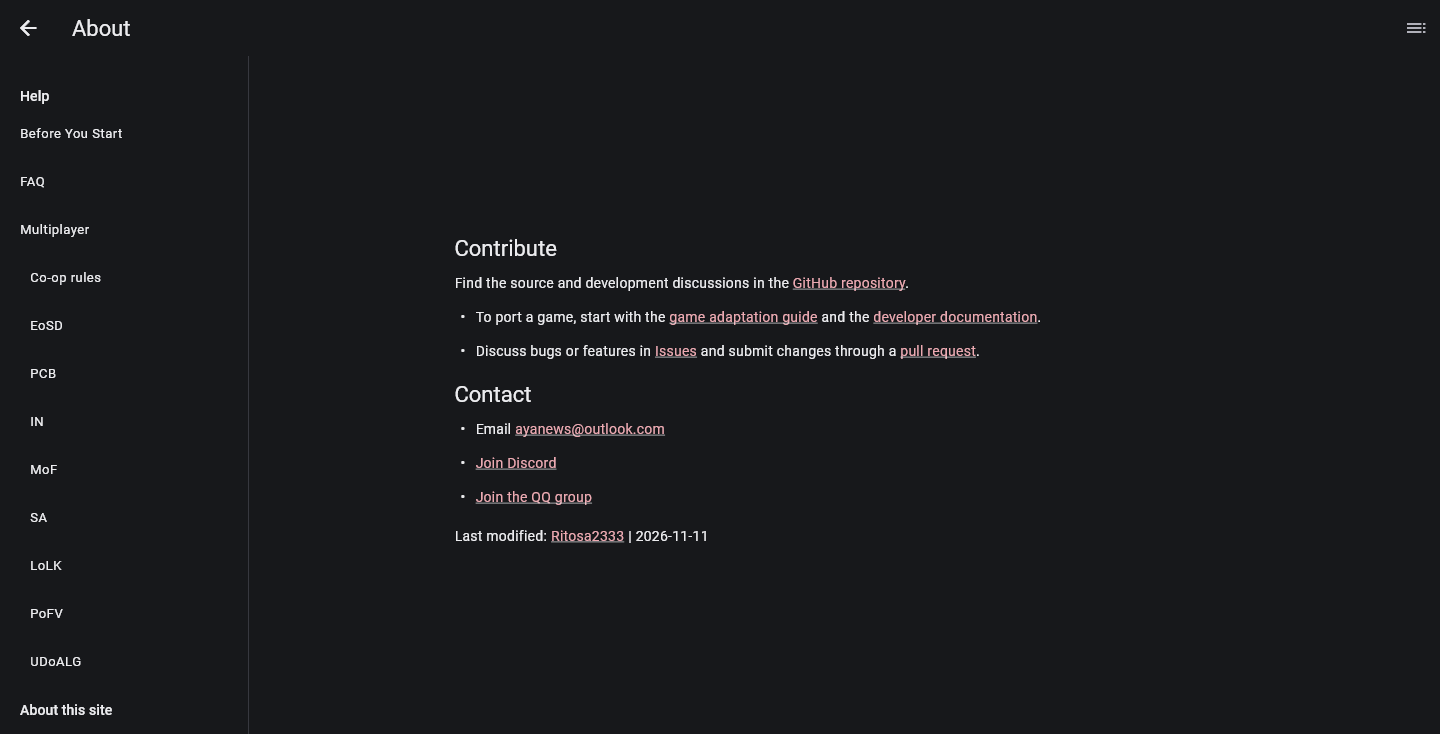 About
Help
Before You Start
FAQ
Multiplayer
Co-op rules
EoSD
PCB
IN
MoF
SA
LoLK
PoFV
UDoALG
About this site
Contribute
Find the source and development discussions in the GitHub repository.
• To port a game, start with the game adaptation guide and the developer documentation.
• Discuss bugs or features in Issues and submit changes through a pull request.
Contact
• Email ayanews@outlook.com
• Join Discord
• Join the QQ group
Last modified: Ritosa2333 | 2026-11-11